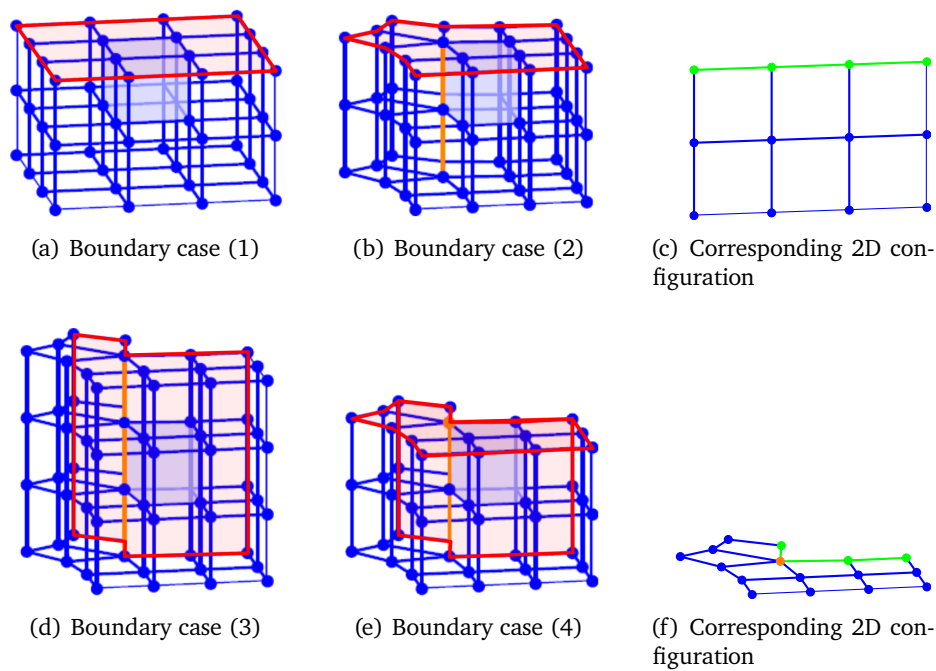 (a) Boundary case (1)
(b) Boundary case (2)
(c) Corresponding 2D con-
figuration
(d) Boundary case (3)
(e) Boundary case (4)
(f) Corresponding 2D con-
figuration